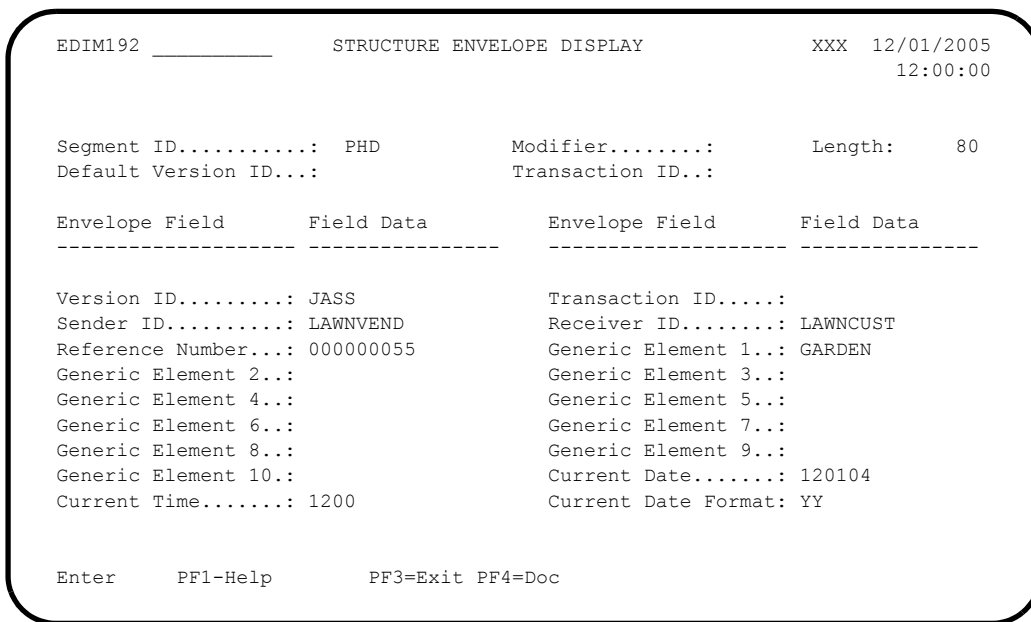 EDIM192 __________     STRUCTURE ENVELOPE DISPLAY              XXX  12/01/2005
                                                                      12:00:00
Segment ID...........:  PHD           Modifier........:        Length:     80
Default Version ID...:                Transaction ID..:
Envelope Field       Field Data          Envelope Field       Field Data
-------------------- ----------------    -------------------- ---------------
Version ID.........: JASS                Transaction ID.....:
Sender ID..........: LAWNVEND            Receiver ID........: LAWNCUST
Reference Number...: 000000055           Generic Element 1..: GARDEN
Generic Element 2..:                     Generic Element 3..:
Generic Element 4..:                     Generic Element 5..:
Generic Element 6..:                     Generic Element 7..:
Generic Element 8..:                     Generic Element 9..:
Generic Element 10.:                     Current Date.......: 120104
Current Time.......: 1200                Current Date Format: YY
Enter     PF1-Help        PF3=Exit PF4=Doc